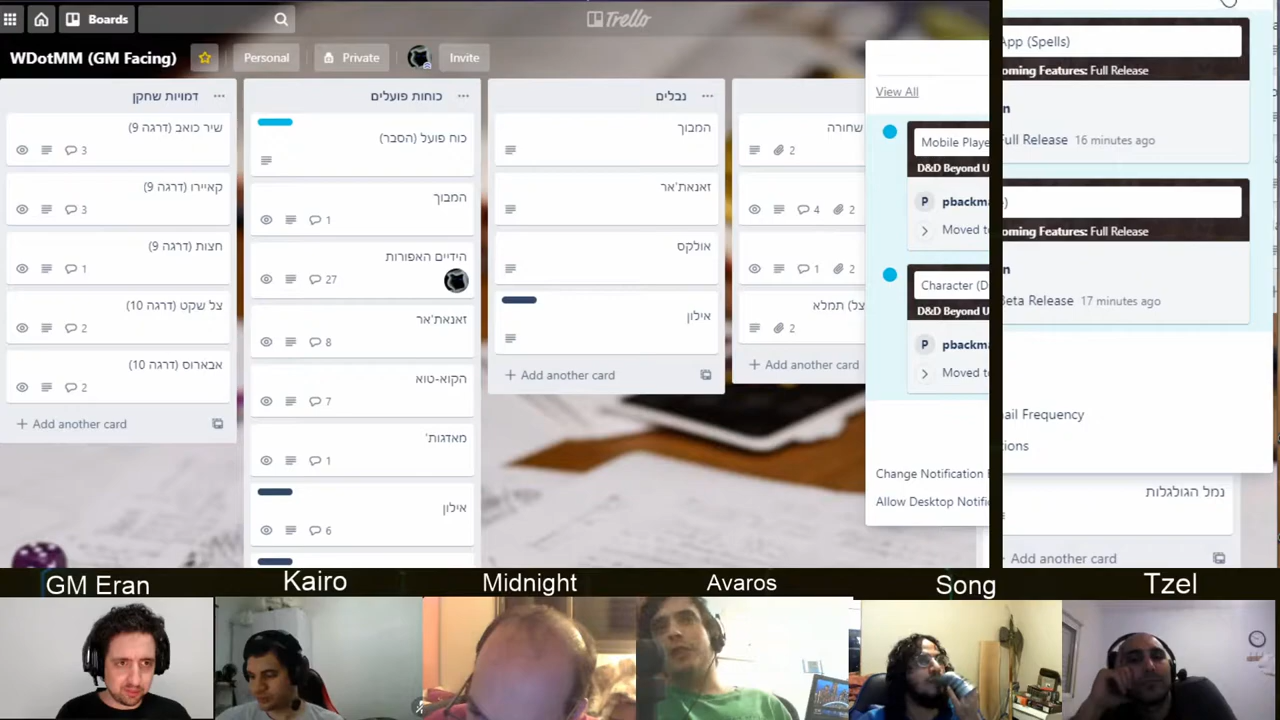 Boards
Trello
WDotMM (GM Facing)
Personal
Private
Invite
דמויות שחקן
שיר כואב (דרגה 9)
3
קאיירו (דרגה 9)
3
חצות (דרגה 9)
1
צל שקט (דרגה 10)
2
אבארוס (דרגה 10)
2
Add another card
כוחות פועלים
כוח פועל (הסבר)
המבוך
1
הידיים האפורות
27
זאנאת'אר
8
הקוא-טוא
7
מאדגות'
1
אילון
6
נבלים
המבוך
זאנאת'אר
אולקס
אילון
Add another card
שחורה
2
4 2
1 2
צל) תמלא
2
Add another card
View All
Mobile Playe
D&D Beyond U
P pbackma
Moved to
Character (D
D&D Beyond U
P pbackma
Moved to
Change Notification E
Allow Desktop Notific
App (Spells)
oming Features: Full Release
n
Full Release 16 minutes ago
)
oming Features: Full Release
n
Beta Release 17 minutes ago
ail Frequency
ions
נמל הגולגלות
Add another card
GM Eran
Kairo
Midnight
Avaros
Song
Tzel